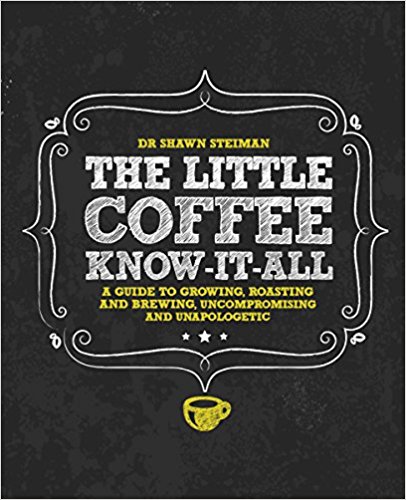 DR SHAWN STEIMAN
THE LITTLE
COFFEE
KNOW-IT-ALL
A GUIDE TO GROWING, ROASTING
AND BREWING, UNCOMPROMISING
AND UNAPOLOGETIC